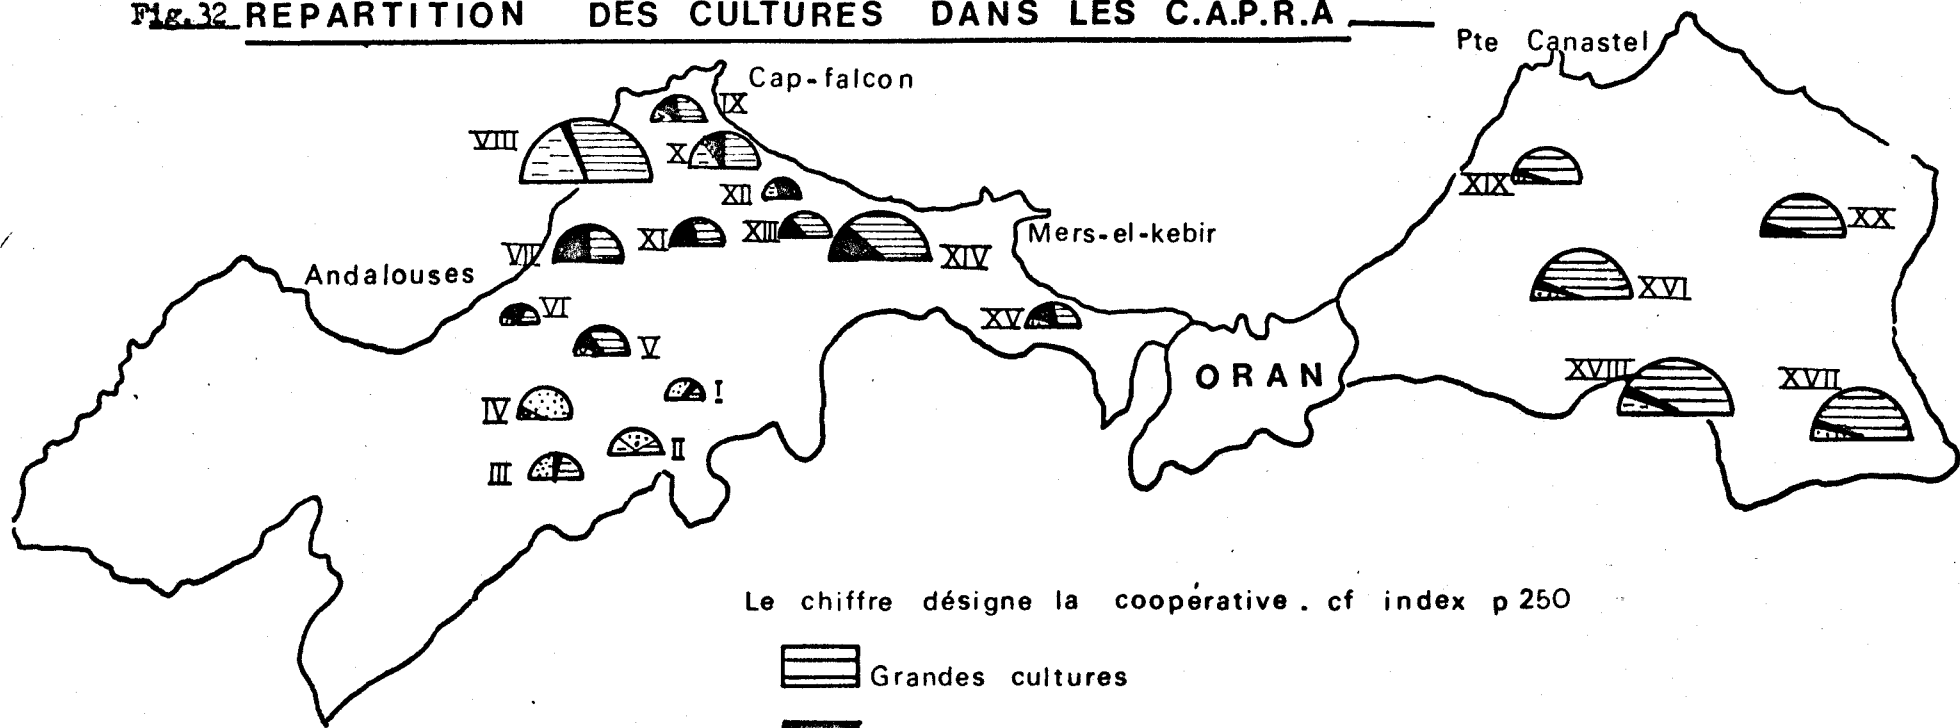 Fig.32 REPARTITION DES CULTURES DANS LES C.A.P.R.A
Pte Canastel
Cap-falcon
IX
VIII
X
XII
XIX
XX
VII
XI
XIII
XIV
Mers-el-kebir
Andalouses
XVI
VI
XV
V
ORAN
XVIII
XVII
I
IV
II
III
Le chiffre désigne la coopérative . cf index p 250
Grandes cultures